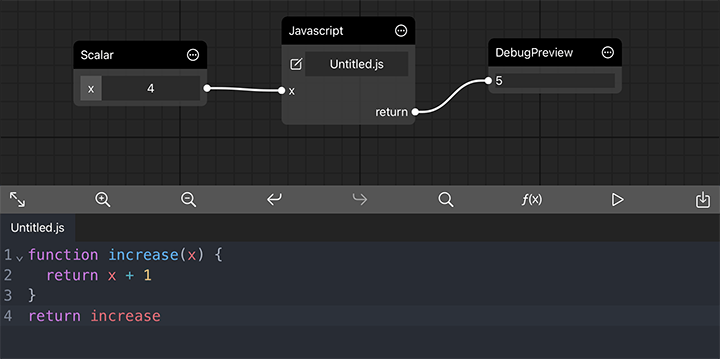 Scalar
x 4
Javascript
Untitled.js
x
return
DebugPreview
5
f(x)
Untitled.js
1 function increase(x) {
2 return x + 1
3 }
4 return increase